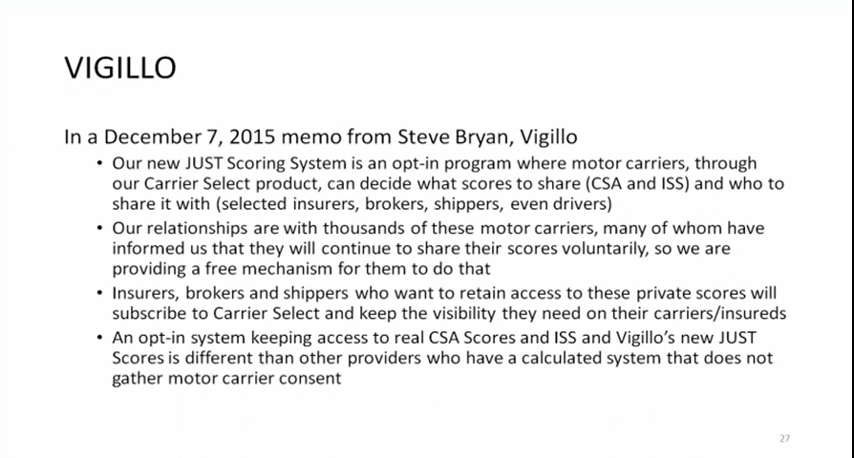 VIGILLO
In a December 7, 2015 memo from Steve Bryan, Vigillo
• Our new JUST Scoring System is an opt-in program where motor carriers, through
our Carrier Select product, can decide what scores to share (CSA and ISS) and who to
share it with (selected insurers, brokers, shippers, even drivers)
• Our relationships are with thousands of these motor carriers, many of whom have
informed us that they will continue to share their scores voluntarily, so we are
providing a free mechanism for them to do that
• Insurers, brokers and shippers who want to retain access to these private scores will
subscribe to Carrier Select and keep the visibility they need on their carriers/insureds
• An opt-in system keeping access to real CSA Scores and ISS and Vigillo's new JUST
Scores is different than other providers who have a calculated system that does not
gather motor carrier consent
27